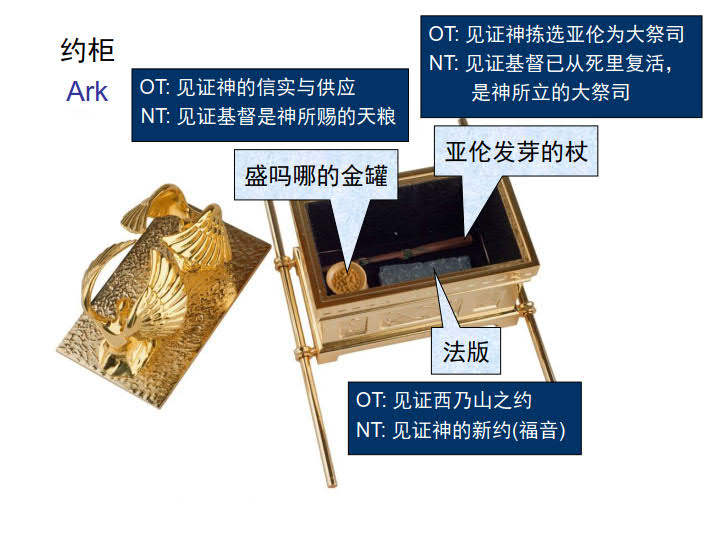 约柜
Ark
OT: 见证神的信实与供应
NT: 见证基督是神所赐的天粮
OT: 见证神拣选亚伦为大祭司
NT: 见证基督已从死里复活，
是神所立的大祭司
盛吗哪的金罐
亚伦发芽的杖
法版
OT: 见证西乃山之约
NT: 见证神的新约(福音)